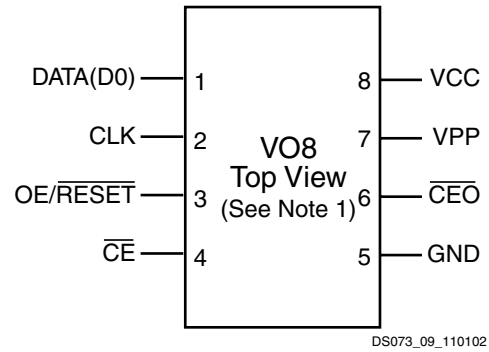 DATA(D0) 1 8 VCC
CLK 2 7 VPP
VO8
Top View
OE/RESET 3 (See Note 1) 6 CEO
CE 4 5 GND
DS073_09_110102